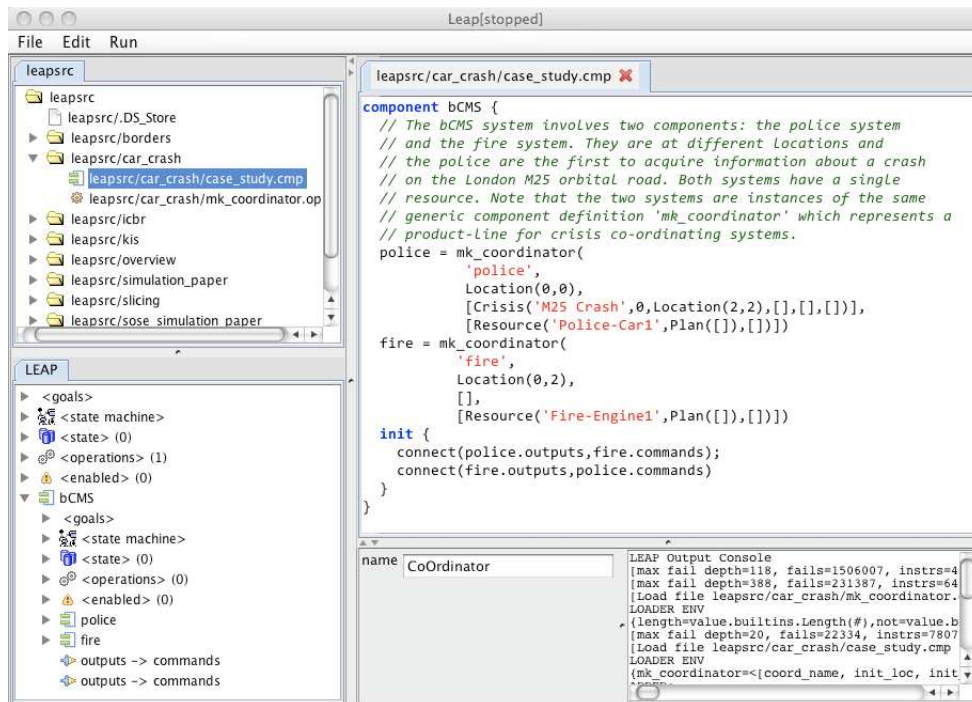 Leap[stopped]
File Edit Run
leapsrc
leapsrc
leapsrc/.DS_Store
leapsrc/borders
leapsrc/car_crash
leapsrc/car_crash/case_study.cmp
leapsrc/car_crash/mk_coordinator.op
leapsrc/icbr
leapsrc/kis
leapsrc/overview
leapsrc/simulation_paper
leapsrc/slicing
leapsrc/sose_simulation_paper
LEAP
<goals>
<state machine>
<state> (0)
<operations> (1)
<enabled> (0)
bCMS
<goals>
<state machine>
<state> (0)
<operations> (0)
<enabled> (0)
police
fire
outputs -> commands
outputs -> commands
leapsrc/car_crash/case_study.cmp
component bCMS {
// The bCMS system involves two components: the police system
// and the fire system. They are at different Locations and
// the police are the first to acquire information about a crash
// on the London M25 orbital road. Both systems have a single
// resource. Note that the two systems are instances of the same
// generic component definition 'mk_coordinator' which represents a
// product-line for crisis co-ordinating systems.
police = mk_coordinator(
'police',
Location(0,0),
[Crisis('M25 Crash',0,Location(2,2),[],[],[])],
[Resource('Police-Car1',Plan([]),[])])
fire = mk_coordinator(
'fire',
Location(0,2),
[],
[Resource('Fire-Engine1',Plan([]),[])])
init {
connect(police.outputs,fire.commands);
connect(fire.outputs,police.commands)
}
}
name CoOrdinator
LEAP Output Console
[max fail depth=118, fails=1506007, instrs=4
[max fail depth=388, fails=231387, instrs=64
[Load file leapsrc/car_crash/mk_coordinator.
LOADER ENV
{length=value.builtins.Length(#),not=value.b
[max fail depth=20, fails=22334, instrs=7807
[Load file leapsrc/car_crash/case_study.cmp
LOADER ENV
{mk_coordinator=<[coord_name, init_loc, init